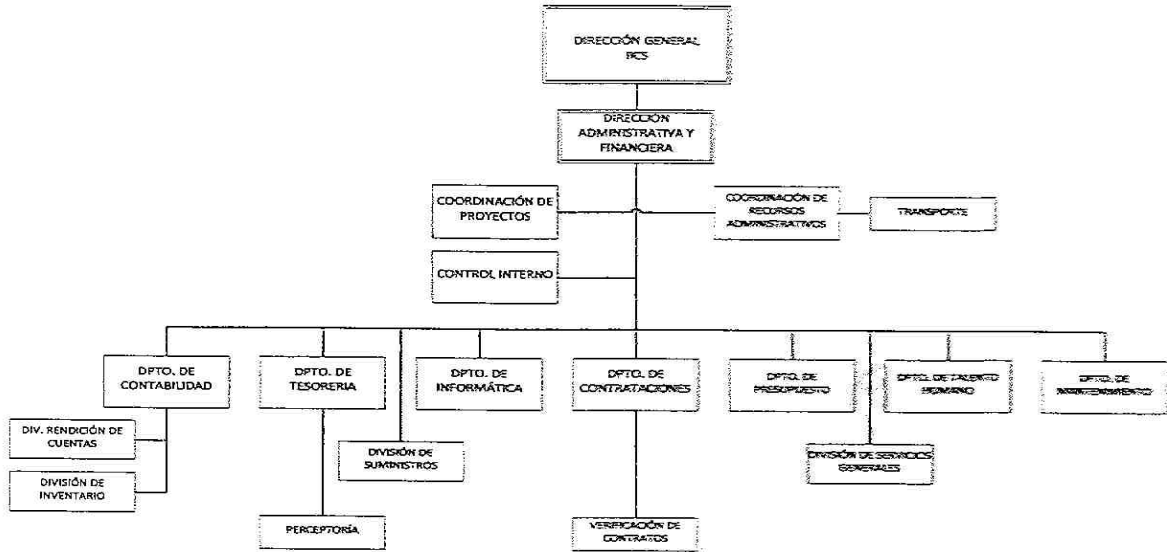 DIRECCIÓN GENERAL
IICS
DIRECCIÓN
ADMINISTRATIVA Y
FINANCIERA
COORDINACIÓN DE
PROYECTOS
COORDINACIÓN DE
RECURSOS
ADMINISTRATIVOS
TRANSPORTE
CONTROL INTERNO
DPTO. DE
CONTABILIDAD
DPTO. DE
TESORERIA
DPTO. DE
INFORMÁTICA
DPTO. DE
CONTRATACIONES
DPTO. DE
PRESUPUESTO
DPTO. DE TALENTO
HUMANO
DPTO. DE
MANTENIMIENTO
DIV. RENDICIÓN DE
CUENTAS
DIVISIÓN DE
SUMINISTROS
DIVISIÓN DE SERVICIOS
GENERALES
DIVISIÓN DE
INVENTARIO
PERCEPTORÍA
VERIFICACIÓN DE
CONTRATOS